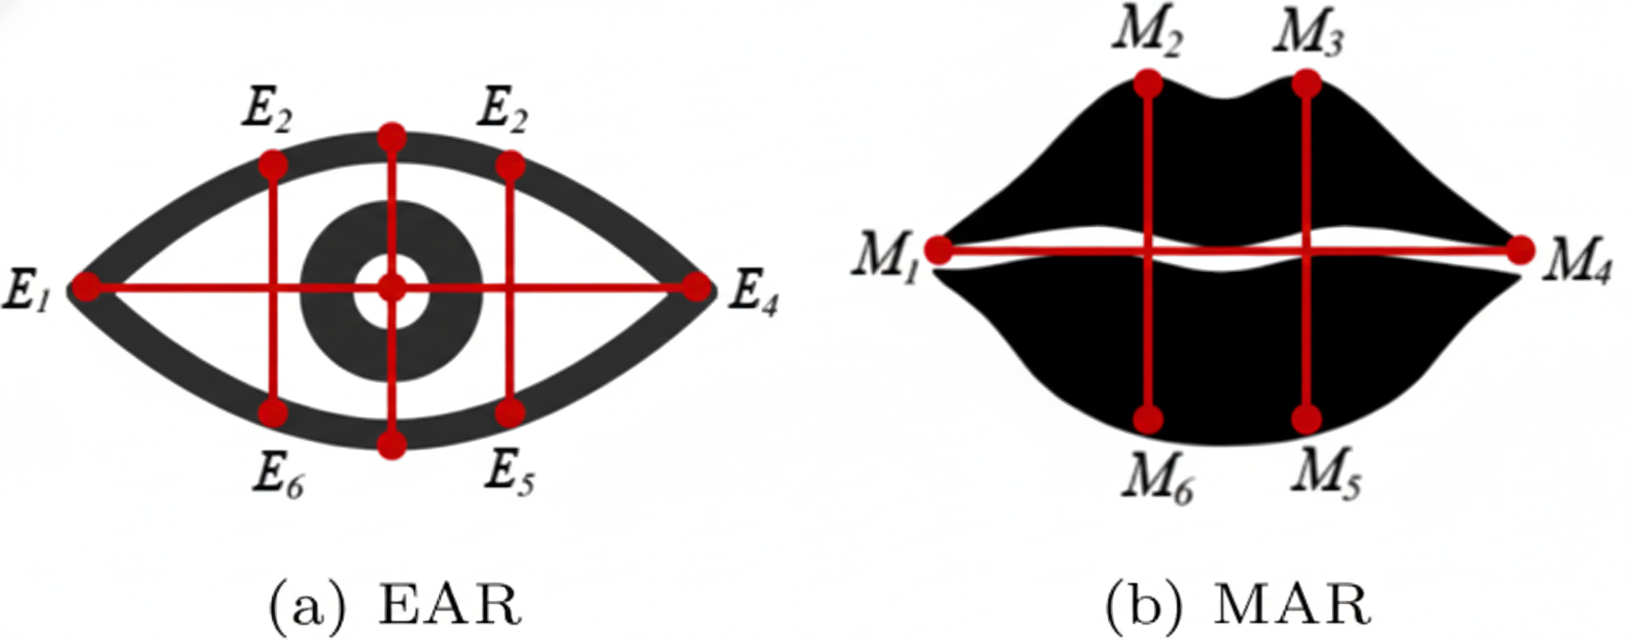 E₂ E₂
E₁ E₄
E₆ E₅
(a) EAR
M₂ M₃
M₁ M₄
M₆ M₅
(b) MAR